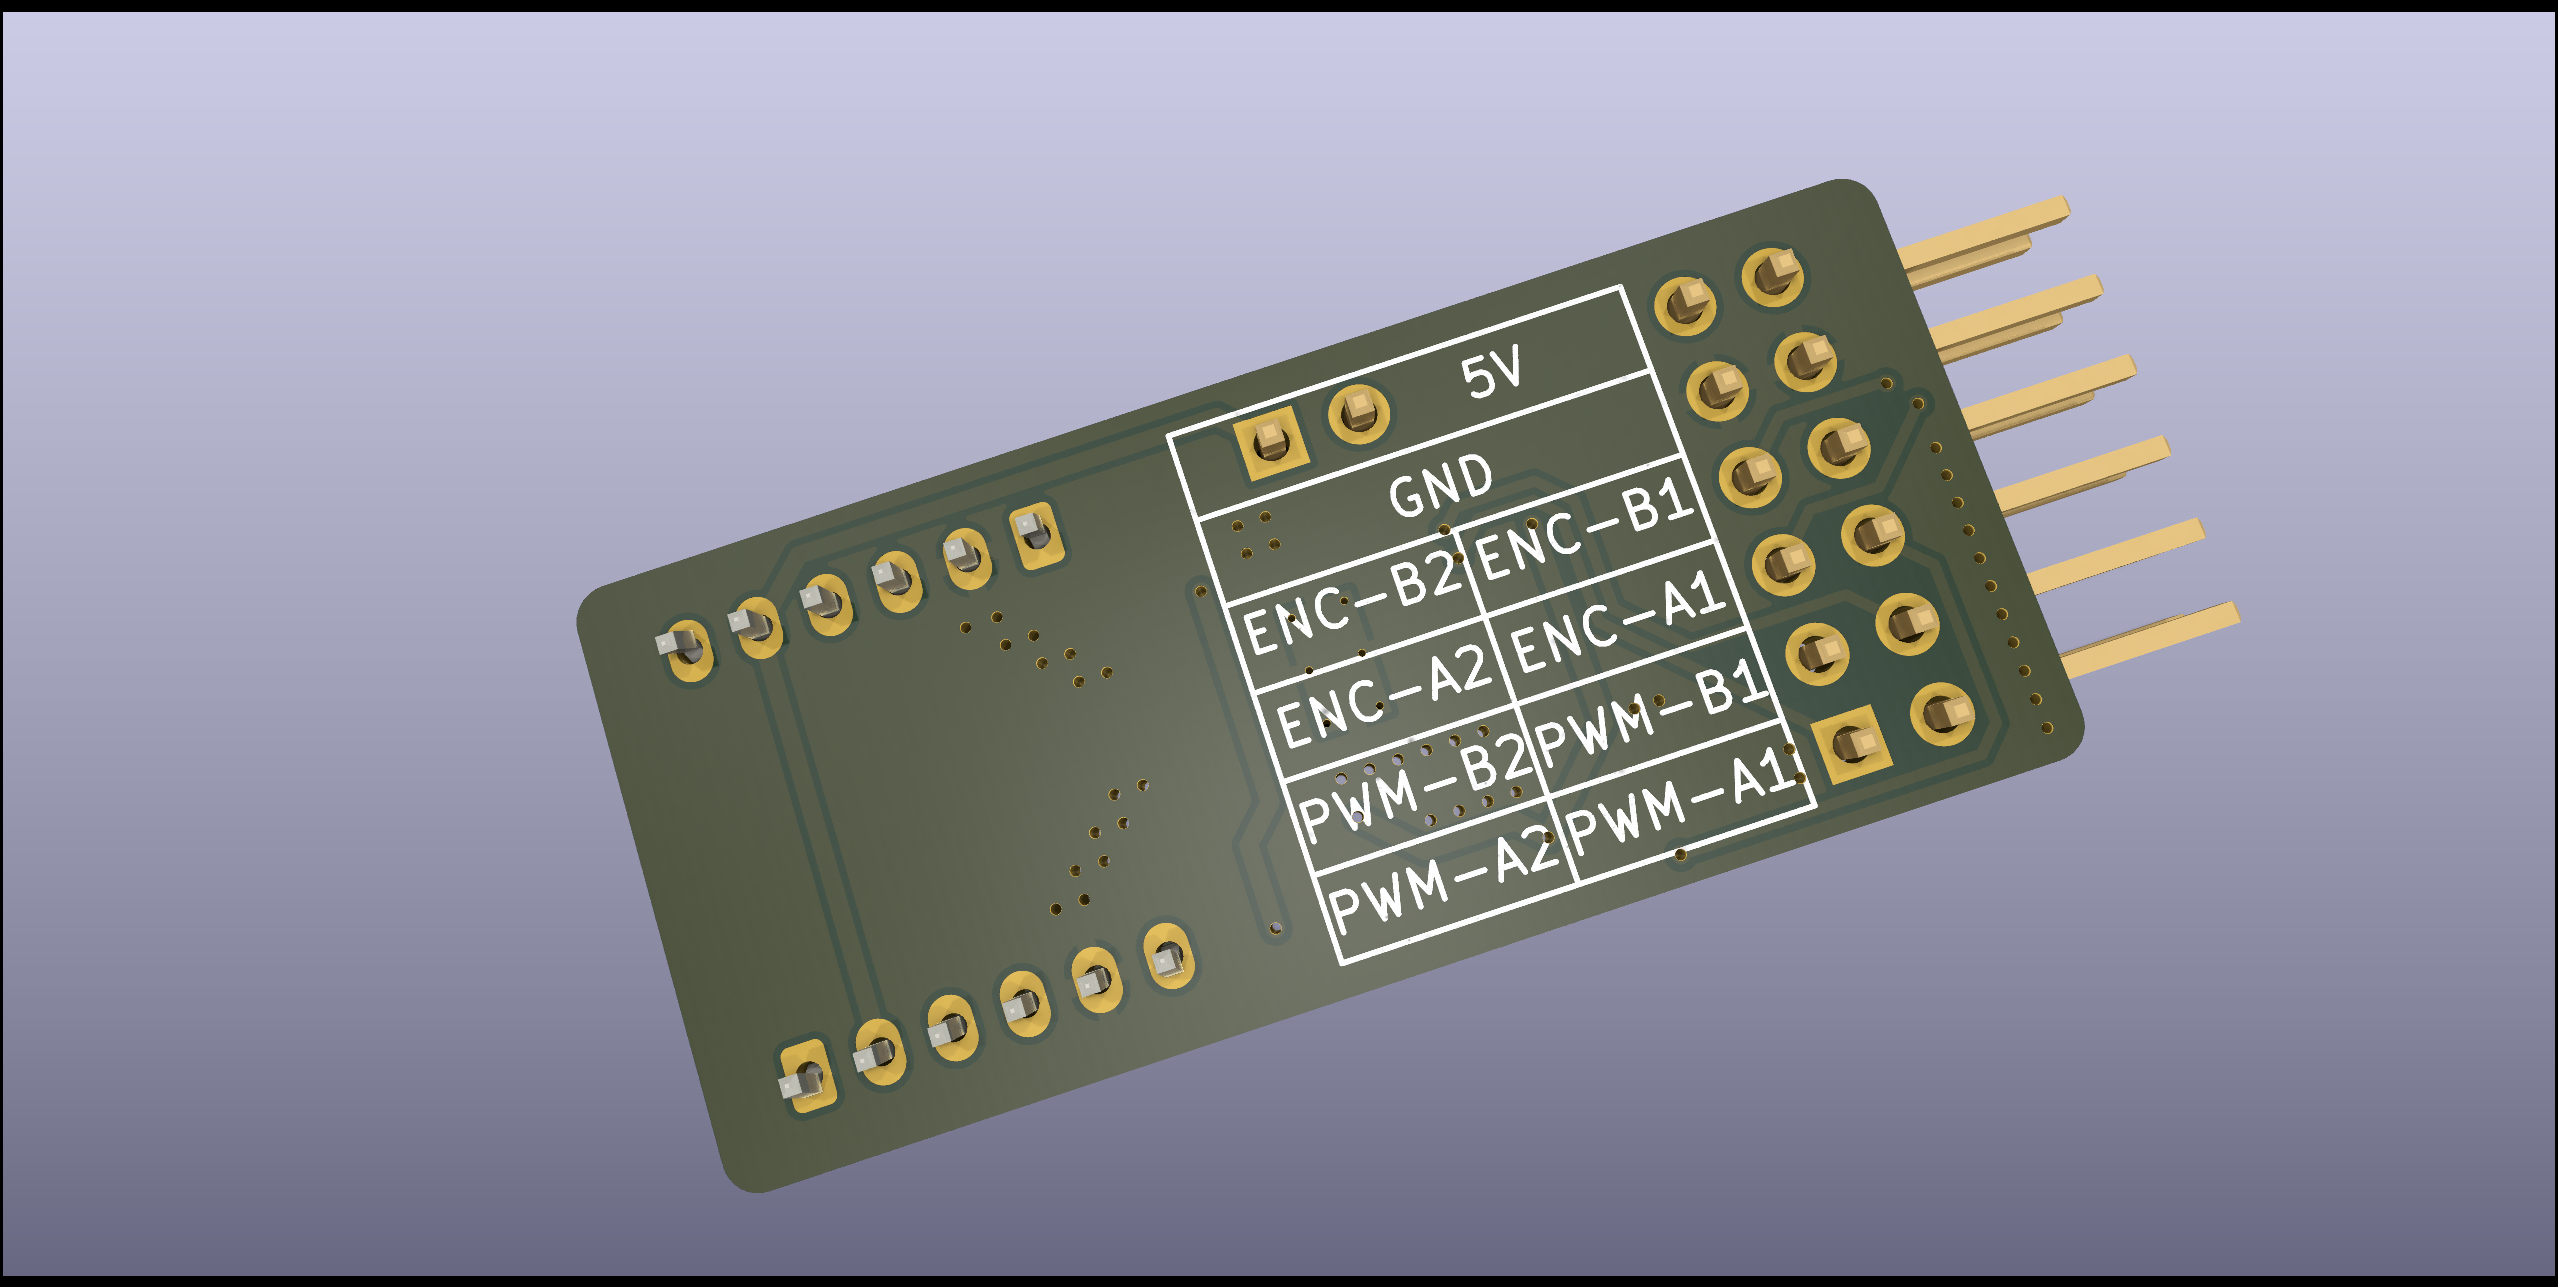 5V
GND
ENC-B2 ENC-B1
ENC-A2 ENC-A1
PWM-B2 PWM-B1
PWM-A2 PWM-A1